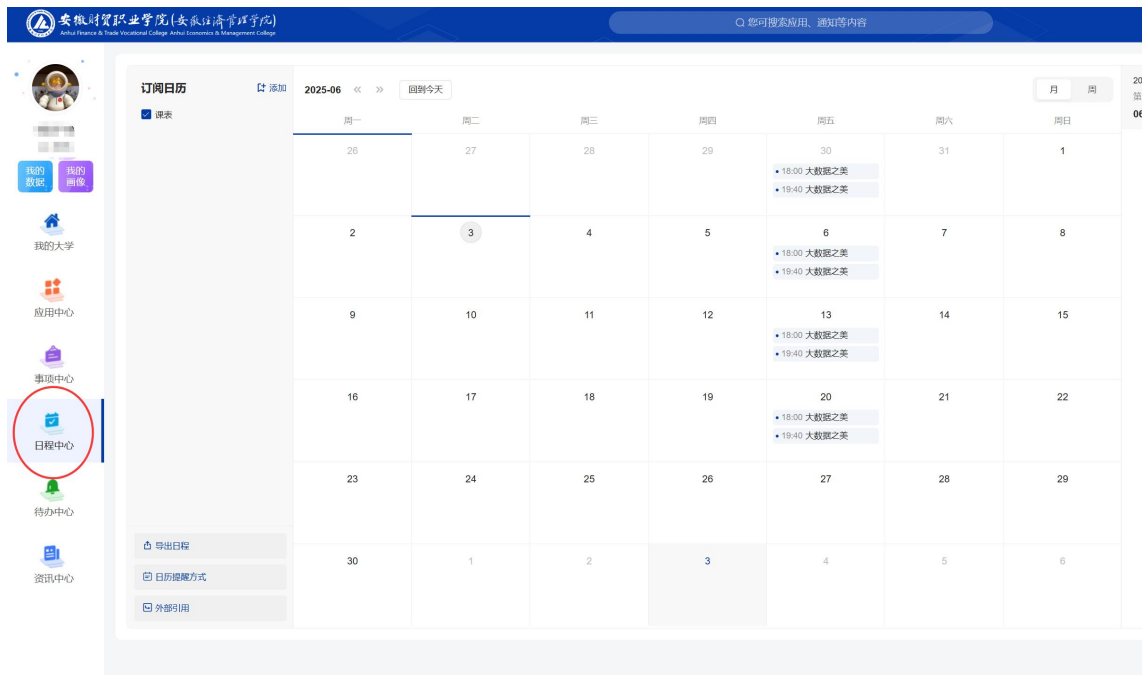 安徽财贸职业学院(安徽经济管理学院)
Anhui Finance & Trade Vocational College Anhui Economics & Management College
您可搜索应用、通知等内容
我的数据
我的画像
我的大学
应用中心
事项中心
日程中心
待办中心
资讯中心
订阅日历
添加
课表
导出日程
日历提醒方式
外部引用
2025-06 « » 回到今天
月 周
周一 周二 周三 周四 周五 周六 周日
26 27 28 29 30 31 1
18:00 大数据之美
19:40 大数据之美
2 3 4 5 6 7 8
18:00 大数据之美
19:40 大数据之美
9 10 11 12 13 14 15
18:00 大数据之美
19:40 大数据之美
16 17 18 19 20 21 22
18:00 大数据之美
19:40 大数据之美
23 24 25 26 27 28 29
30 1 2 3 4 5 6
20
第
06